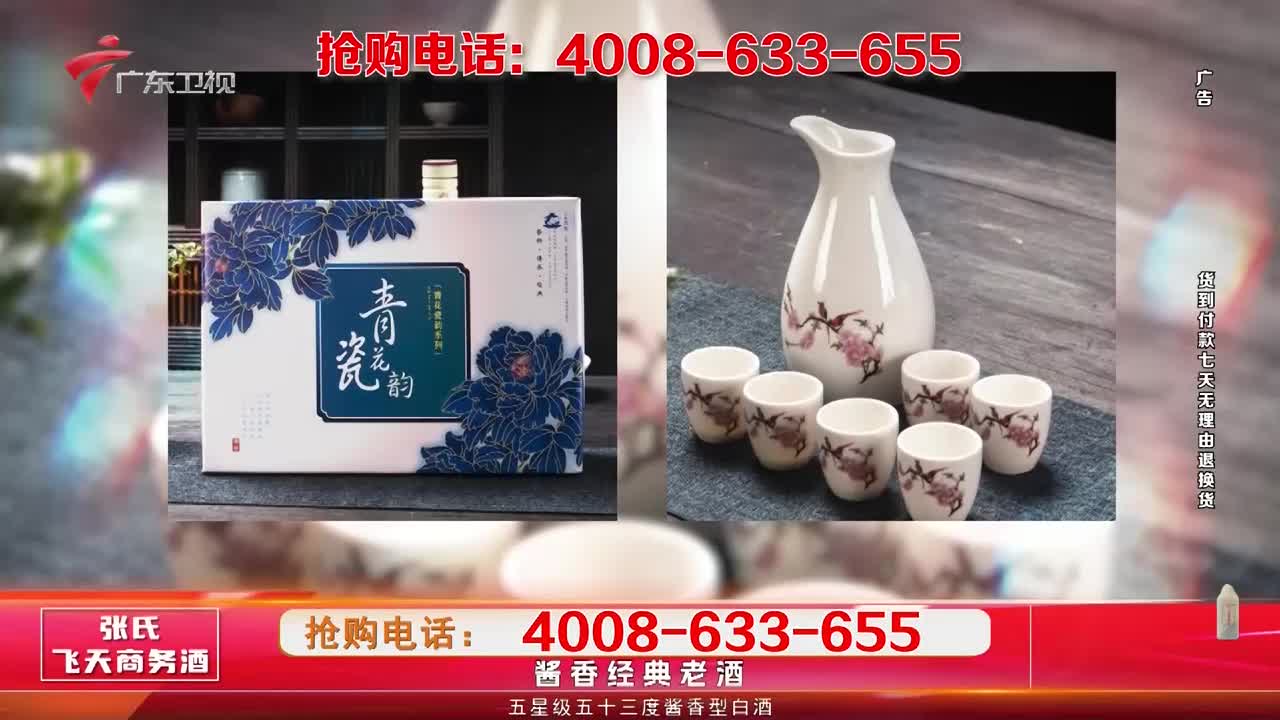 抢购电话：4008-633-655
广东卫视
广告
货到付款七天无理由退换货
青花瓷韵
「青花瓷韵系列」
张氏
飞天商务酒
抢购电话：4008-633-655
酱香经典老酒
五星级五十三度酱香型白酒